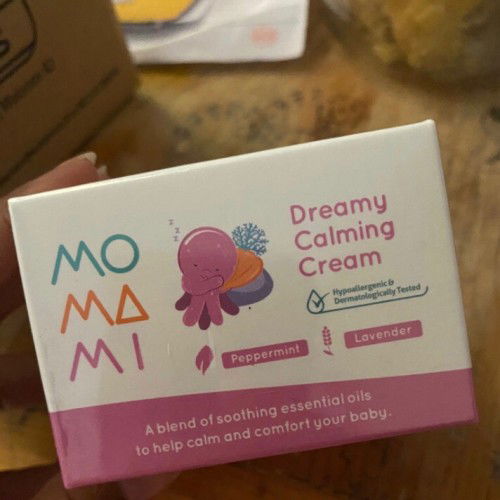 MO
MA
MI
z
z
z
Dreamy
Calming
Cream
Hypoallergenic &
Dermatologically Tested
Peppermint
Lavender
A blend of soothing essential oils
to help calm and comfort your baby.